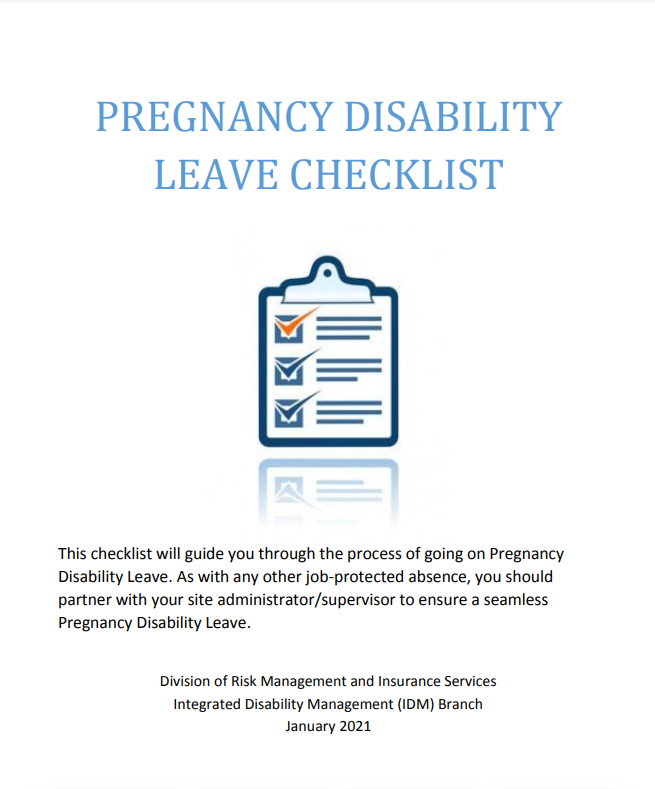 PREGNANCY DISABILITY
LEAVE CHECKLIST
This checklist will guide you through the process of going on Pregnancy
Disability Leave. As with any other job-protected absence, you should
partner with your site administrator/supervisor to ensure a seamless
Pregnancy Disability Leave.
Division of Risk Management and Insurance Services
Integrated Disability Management (IDM) Branch
January 2021